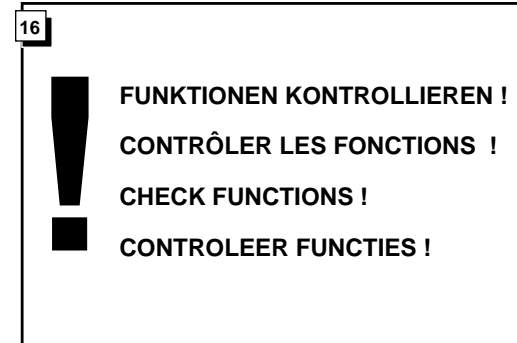 16
FUNKTIONEN KONTROLLIEREN !
CONTRÔLER LES FONCTIONS !
CHECK FUNCTIONS !
CONTROLEER FUNCTIES !